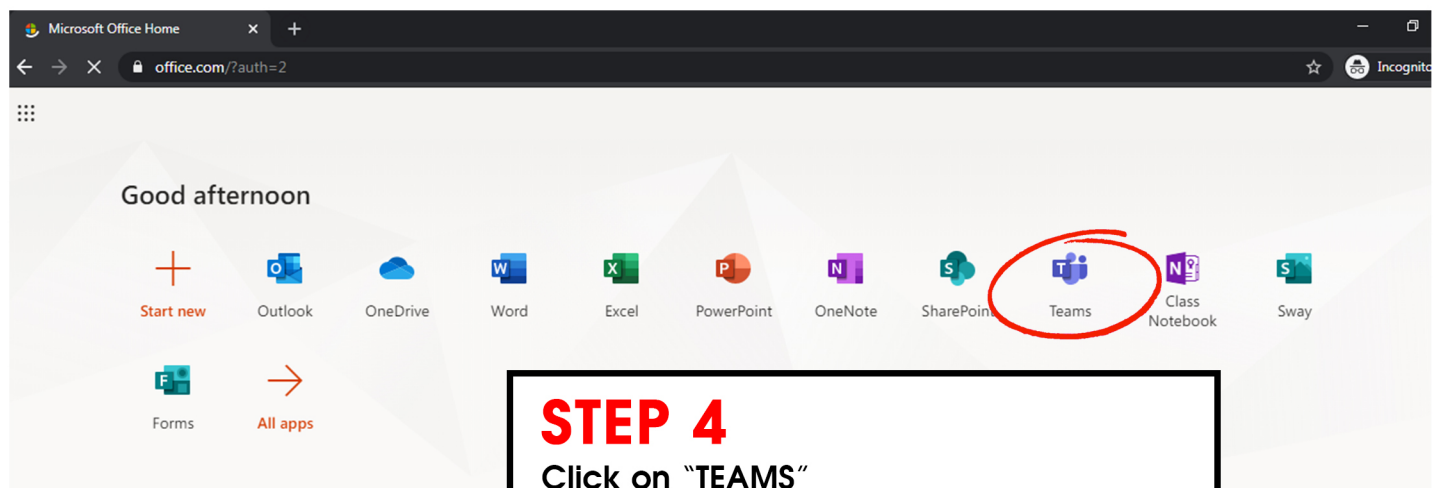 Microsoft Office Home
office.com/?auth=2
Incognito
Good afternoon
Start new
Outlook
OneDrive
Word
Excel
PowerPoint
OneNote
SharePoint
Teams
Class
Notebook
Sway
Forms
All apps
STEP 4
Click on “TEAMS”